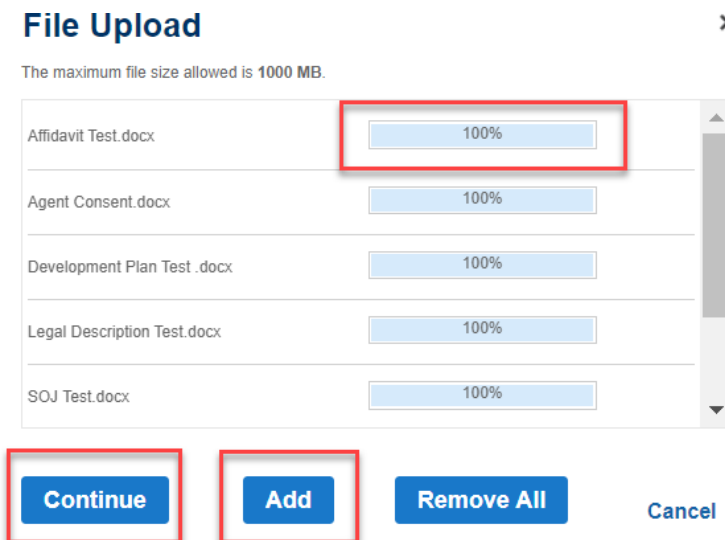 File Upload
The maximum file size allowed is 1000 MB.
Affidavit Test.docx 100%
Agent Consent.docx 100%
Development Plan Test .docx 100%
Legal Description Test.docx 100%
SOJ Test.docx 100%
Continue Add Remove All Cancel